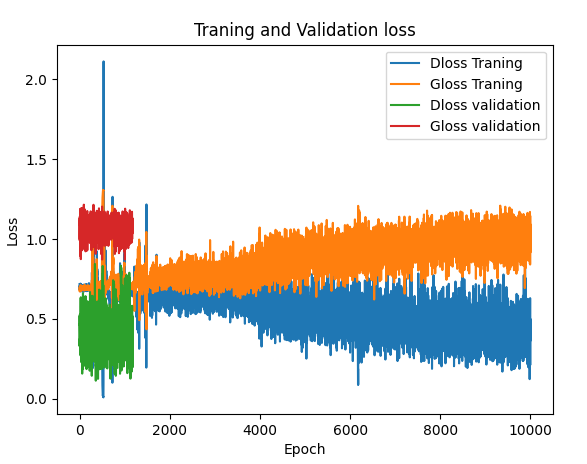 Traning and Validation loss
Dloss Traning
Gloss Traning
Dloss validation
Gloss validation
2.0
1.5
1.0
0.5
0.0
Loss
0 2000 4000 6000 8000 10000
Epoch